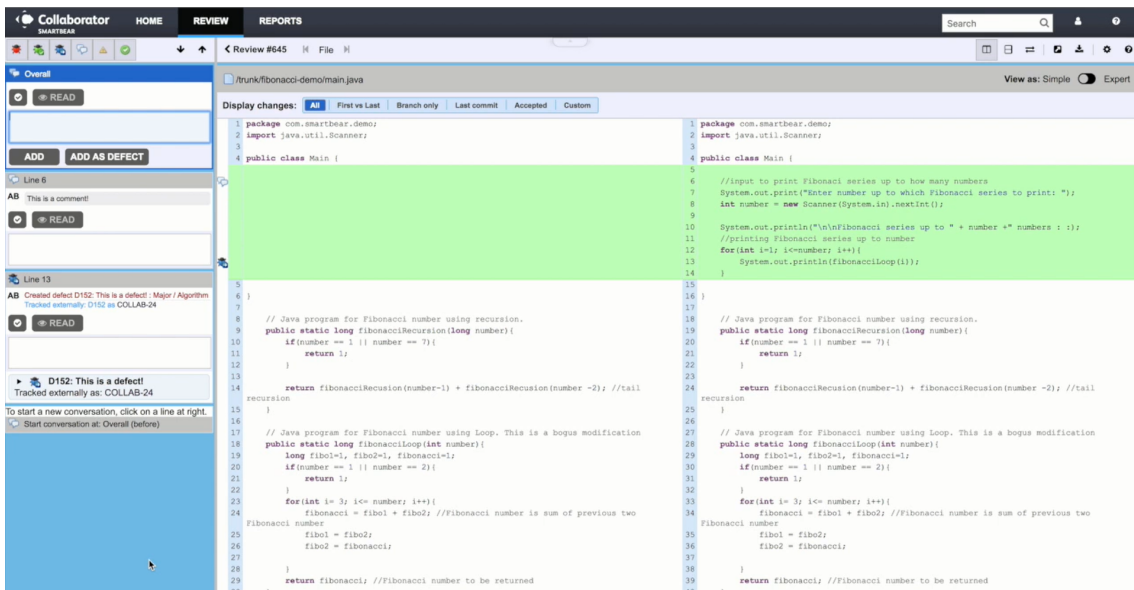 Collaborator
SMARTBEAR
HOME
REVIEW
REPORTS
Search
Review #645
File
Overall
READ
ADD
ADD AS DEFECT
Line 6
AB This is a comment!
READ
Line 13
AB Created defect D152: This is a defect! : Major / Algorithm
Tracked externally: D152 as COLLAB-24
READ
D152: This is a defect!
Tracked externally as: COLLAB-24
To start a new conversation, click on a line at right.
Start conversation at: Overall (before)
/trunk/fibonacci-demo/main.java
View as: Simple Expert
Display changes: All First vs Last Branch only Last commit Accepted Custom
1 package com.smartbear.demo;
2 import java.util.Scanner;
3
4 public class Main {
5
6 }
7
8 // Java program for Fibonacci number using recursion.
9 public static long fibonacciRecursion(long number){
10 if(number == 1 || number == 7){
11 return 1;
12 }
13
14 return fibonacciRecusion(number-1) + fibonacciRecusion(number -2); //tail
recursion
15 }
16
17 // Java program for Fibonacci number using Loop. This is a bogus modification
18 public static long fibonacciLoop(int number){
19 long fibo1=1, fibo2=1, fibonacci=1;
20 if(number == 1 || number == 2){
21 return 1;
22 }
23 for(int i= 3; i<= number; i++){
24 fibonacci = fibo1 + fibo2; //Fibonacci number is sum of previous two
Fibonacci number
25 fibo1 = fibo2;
26 fibo2 = fibonacci;
27
28 }
29 return fibonacci; //Fibonacci number to be returned
1 package com.smartbear.demo;
2 import java.util.Scanner;
3
4 public class Main {
5
6 //input to print Fibonaci series up to how many numbers
7 System.out.print("Enter number up to which Fibonacci series to print: ");
8 int number = new Scanner(System.in).nextInt();
9
10 System.out.println("\n\nFibonacci series up to " + number +" numbers : :);
11 //printing Fibonacci series up to number
12 for(int i=1; i<=number; i++){
13 System.out.println(fibonacciLoop(i));
14 }
15
16 }
17
18 // Java program for Fibonacci number using recursion.
19 public static long fibonacciRecursion(long number){
20 if(number == 1 || number == 7){
21 return 1;
22 }
23
24 return fibonacciRecusion(number-1) + fibonacciRecusion(number -2); //tail
recursion
25 }
26
27 // Java program for Fibonacci number using Loop. This is a bogus modification
28 public static long fibonacciLoop(int number){
29 long fibo1=1, fibo2=1, fibonacci=1;
30 if(number == 1 || number == 2){
31 return 1;
32 }
33 for(int i= 3; i<= number; i++){
34 fibonacci = fibo1 + fibo2; //Fibonacci number is sum of previous two
Fibonacci number
35 fibo1 = fibo2;
36 fibo2 = fibonacci;
37
38 }
39 return fibonacci; //Fibonacci number to be returned